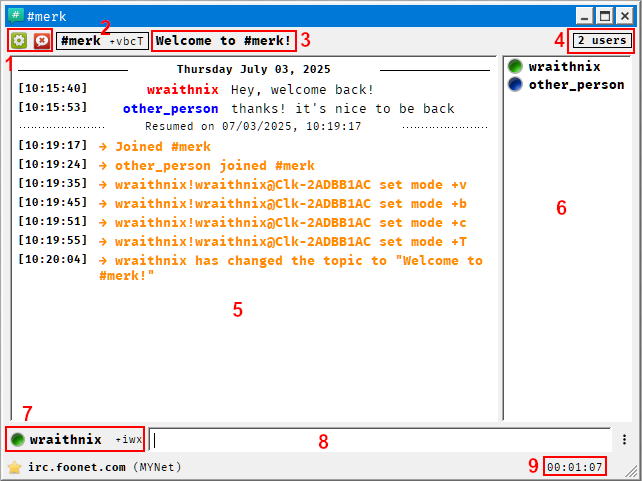 #merk
2
#merk +vbcT Welcome to #merk! 3 4 2 users
1
Thursday July 03, 2025
[10:15:40] wraithnix Hey, welcome back!
[10:15:53] other_person thanks! it's nice to be back
Resumed on 07/03/2025, 10:19:17
[10:19:17] → Joined #merk
[10:19:24] → other_person joined #merk
[10:19:35] → wraithnix!wraithnix@Clk-2ADBB1AC set mode +v
[10:19:45] → wraithnix!wraithnix@Clk-2ADBB1AC set mode +b
[10:19:51] → wraithnix!wraithnix@Clk-2ADBB1AC set mode +c
[10:19:55] → wraithnix!wraithnix@Clk-2ADBB1AC set mode +T
[10:20:04] → wraithnix has changed the topic to "Welcome to
#merk!"
5
wraithnix
other_person
6
7
wraithnix +iwx
8
irc.foonet.com (MYNet)
9 00:01:07